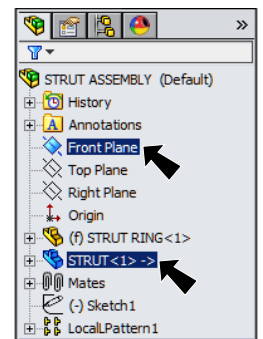 »
STRUT ASSEMBLY (Default)
History
A Annotations
Front Plane
Top Plane
Right Plane
Origin
(f) STRUT RING<1>
STRUT<1> ->
Mates
(-) Sketch1
LocalLPattern1